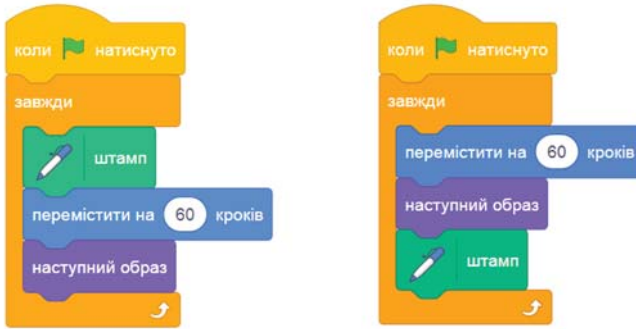 коли натиснуто
завжди
штамп
перемістити на 60 кроків
наступний образ
коли натиснуто
завжди
перемістити на 60 кроків
наступний образ
штамп